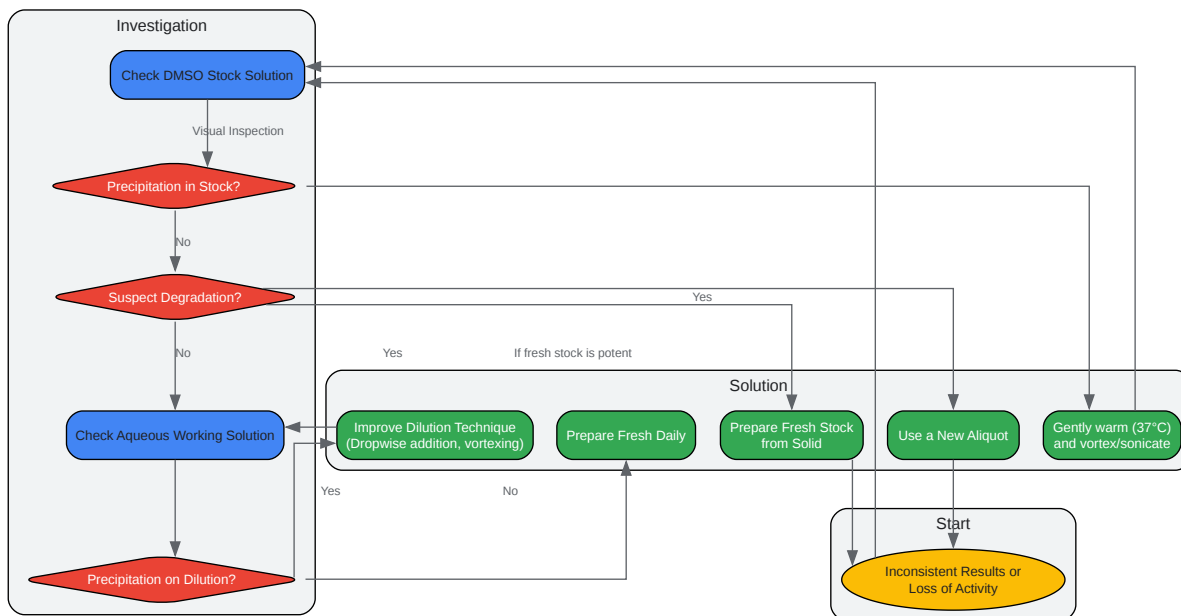 Investigation
Check DMSO Stock Solution
Visual Inspection
Precipitation in Stock?
No
Suspect Degradation?
Yes
No
Yes
If fresh stock is potent
Solution
Check Aqueous Working Solution
Improve Dilution Technique
(Dropwise addition, vortexing)
Prepare Fresh Daily
Prepare Fresh Stock
from Solid
Use a New Aliquot
Gently warm (37°C)
and vortex/sonicate
Yes
No
Start
Precipitation on Dilution?
Inconsistent Results or
Loss of Activity